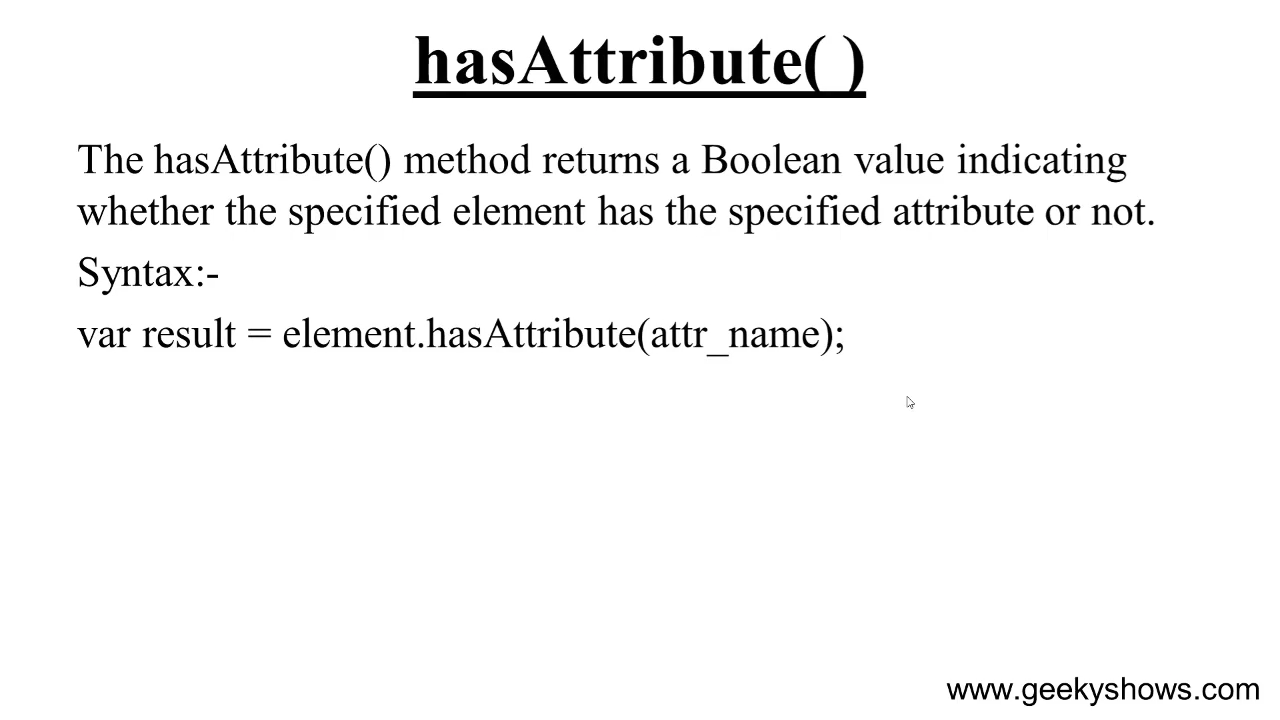 hasAttribute( )
The hasAttribute() method returns a Boolean value indicating
whether the specified element has the specified attribute or not.
Syntax:-
var result = element.hasAttribute(attr_name);
www.geekyshows.com